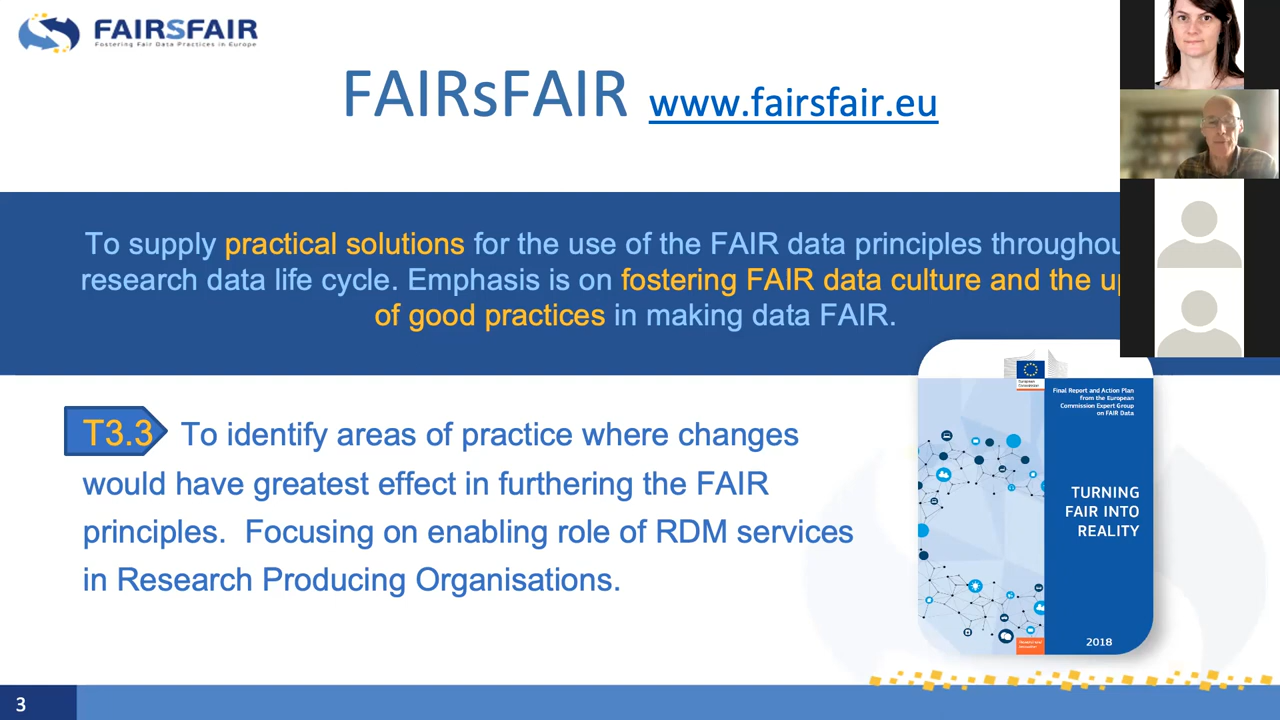 FAIRSFAIR
Fostering Fair Data Practices in Europe
FAIRsFAIR www.fairsfair.eu
To supply practical solutions for the use of the FAIR data principles
research data life cycle. Emphasis is on fostering FAIR data culture and the
of good practices in making data FAIR.
T3.3 To identify areas of practice where changes
would have greatest effect in furthering the FAIR
principles. Focusing on enabling role of RDM services
in Research Producing Organisations.
European
Commission
Final Report and Action Plan
from the European
Commission Expert Group
on FAIR Data
TURNING
FAIR INTO
REALITY
2018
3